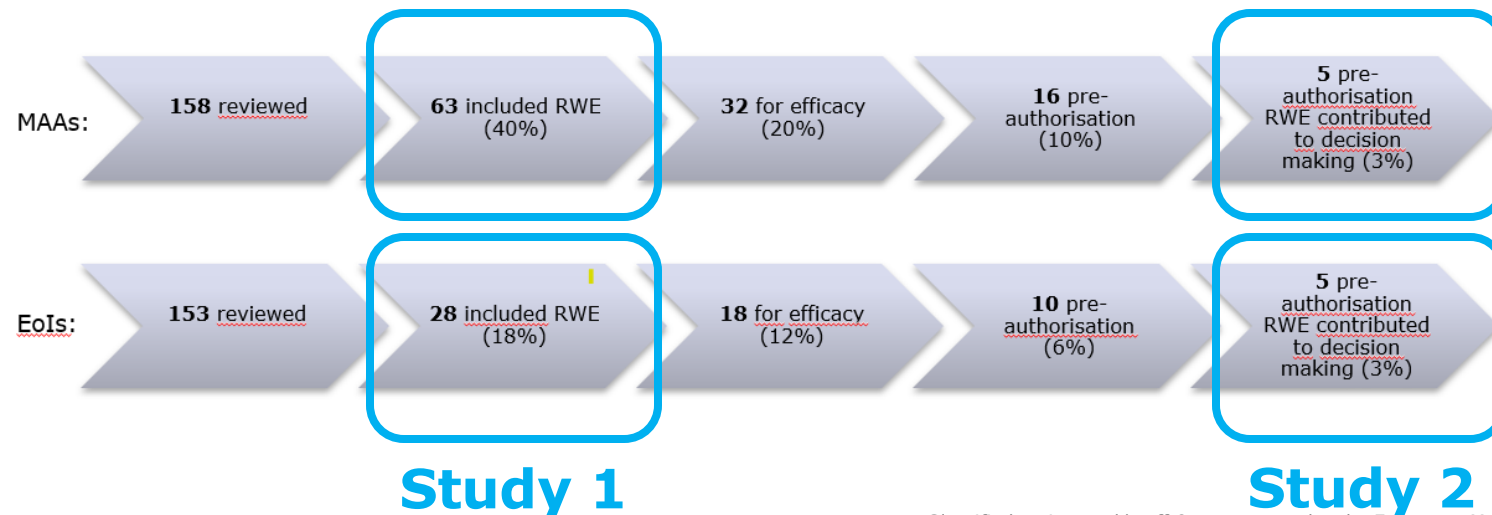 MAAs:
158 reviewed
63 included RWE
(40%)
32 for efficacy
(20%)
16 pre-
authorisation
(10%)
5 pre-
authorisation
RWE contributed
to decision
making (3%)
EoIs:
153 reviewed
28 included RWE
(18%)
18 for efficacy
(12%)
10 pre-
authorisation
(6%)
5 pre-
authorisation
RWE contributed
to decision
making (3%)
Study 1
Study 2